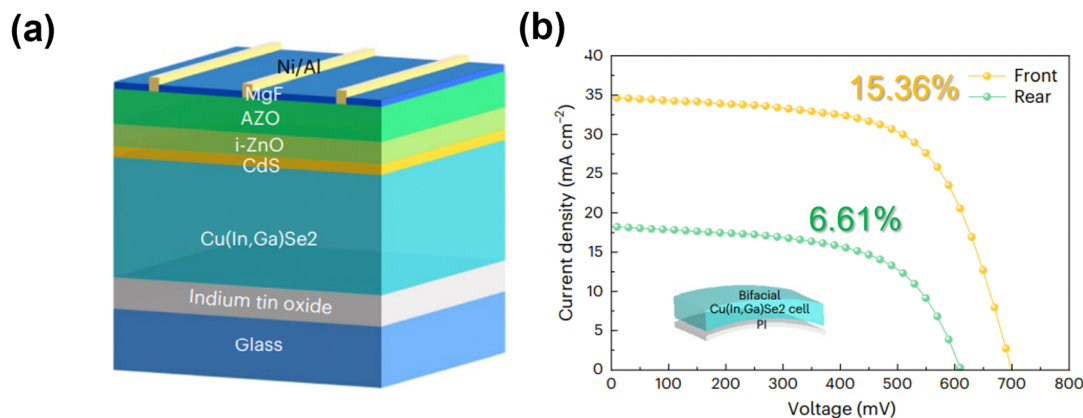 (a)
Ni/Al
MgF
AZO
i-ZnO
CdS
Cu(In,Ga)Se2
Indium tin oxide
Glass
(b)
Current density (mA cm⁻²)
40
35
30
25
20
15
10
5
0
15.36%
Front
Rear
6.61%
Bifacial
Cu(In,Ga)Se2 cell
PI
0 100 200 300 400 500 600 700 800
Voltage (mV)